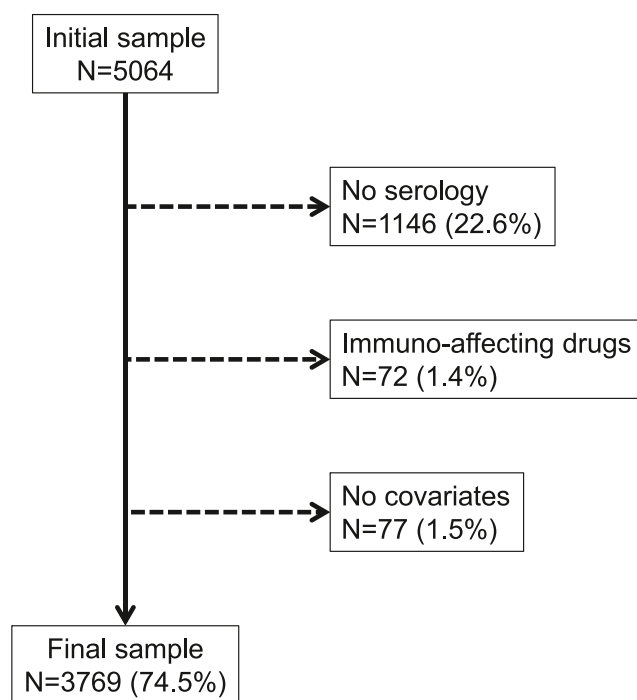 Initial sample
N=5064
No serology
N=1146 (22.6%)
Immuno-affecting drugs
N=72 (1.4%)
No covariates
N=77 (1.5%)
Final sample
N=3769 (74.5%)